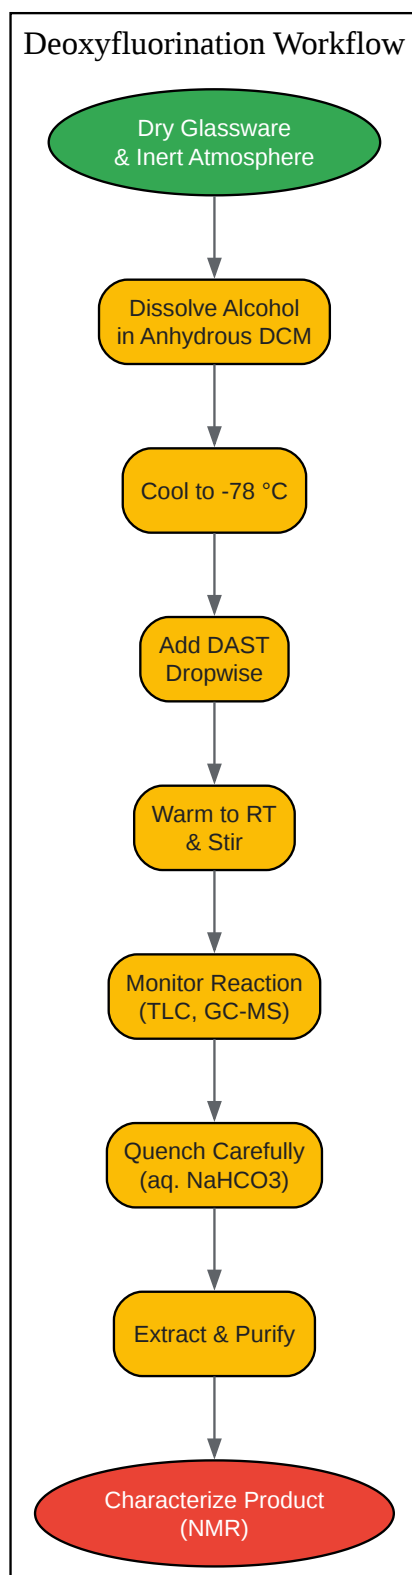 Deoxyfluorination Workflow
Dry Glassware
& Inert Atmosphere
Dissolve Alcohol
in Anhydrous DCM
Cool to -78 °C
Add DAST
Dropwise
Warm to RT
& Stir
Monitor Reaction
(TLC, GC-MS)
Quench Carefully
(aq. NaHCO3)
Extract & Purify
Characterize Product
(NMR)